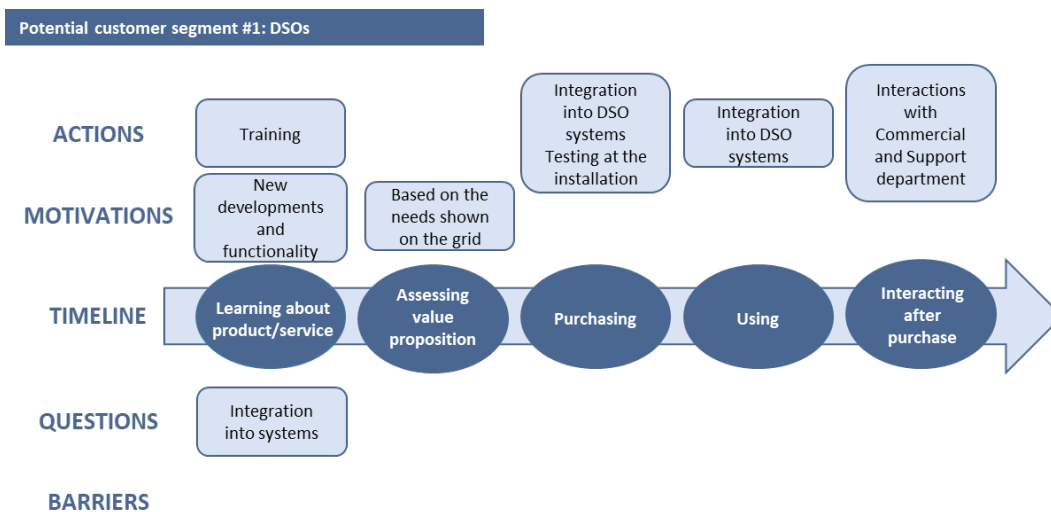 Potential customer segment #1: DSOs
ACTIONS
Training
Integration
into DSO
systems
Testing at the
installation
Integration
into DSO
systems
Interactions
with
Commercial
and Support
department
MOTIVATIONS
New
developments
and
functionality
Based on the
needs shown
on the grid
TIMELINE
Learning about
product/service
Assessing
value
proposition
Purchasing
Using
Interacting
after
purchase
QUESTIONS
Integration
into systems
BARRIERS